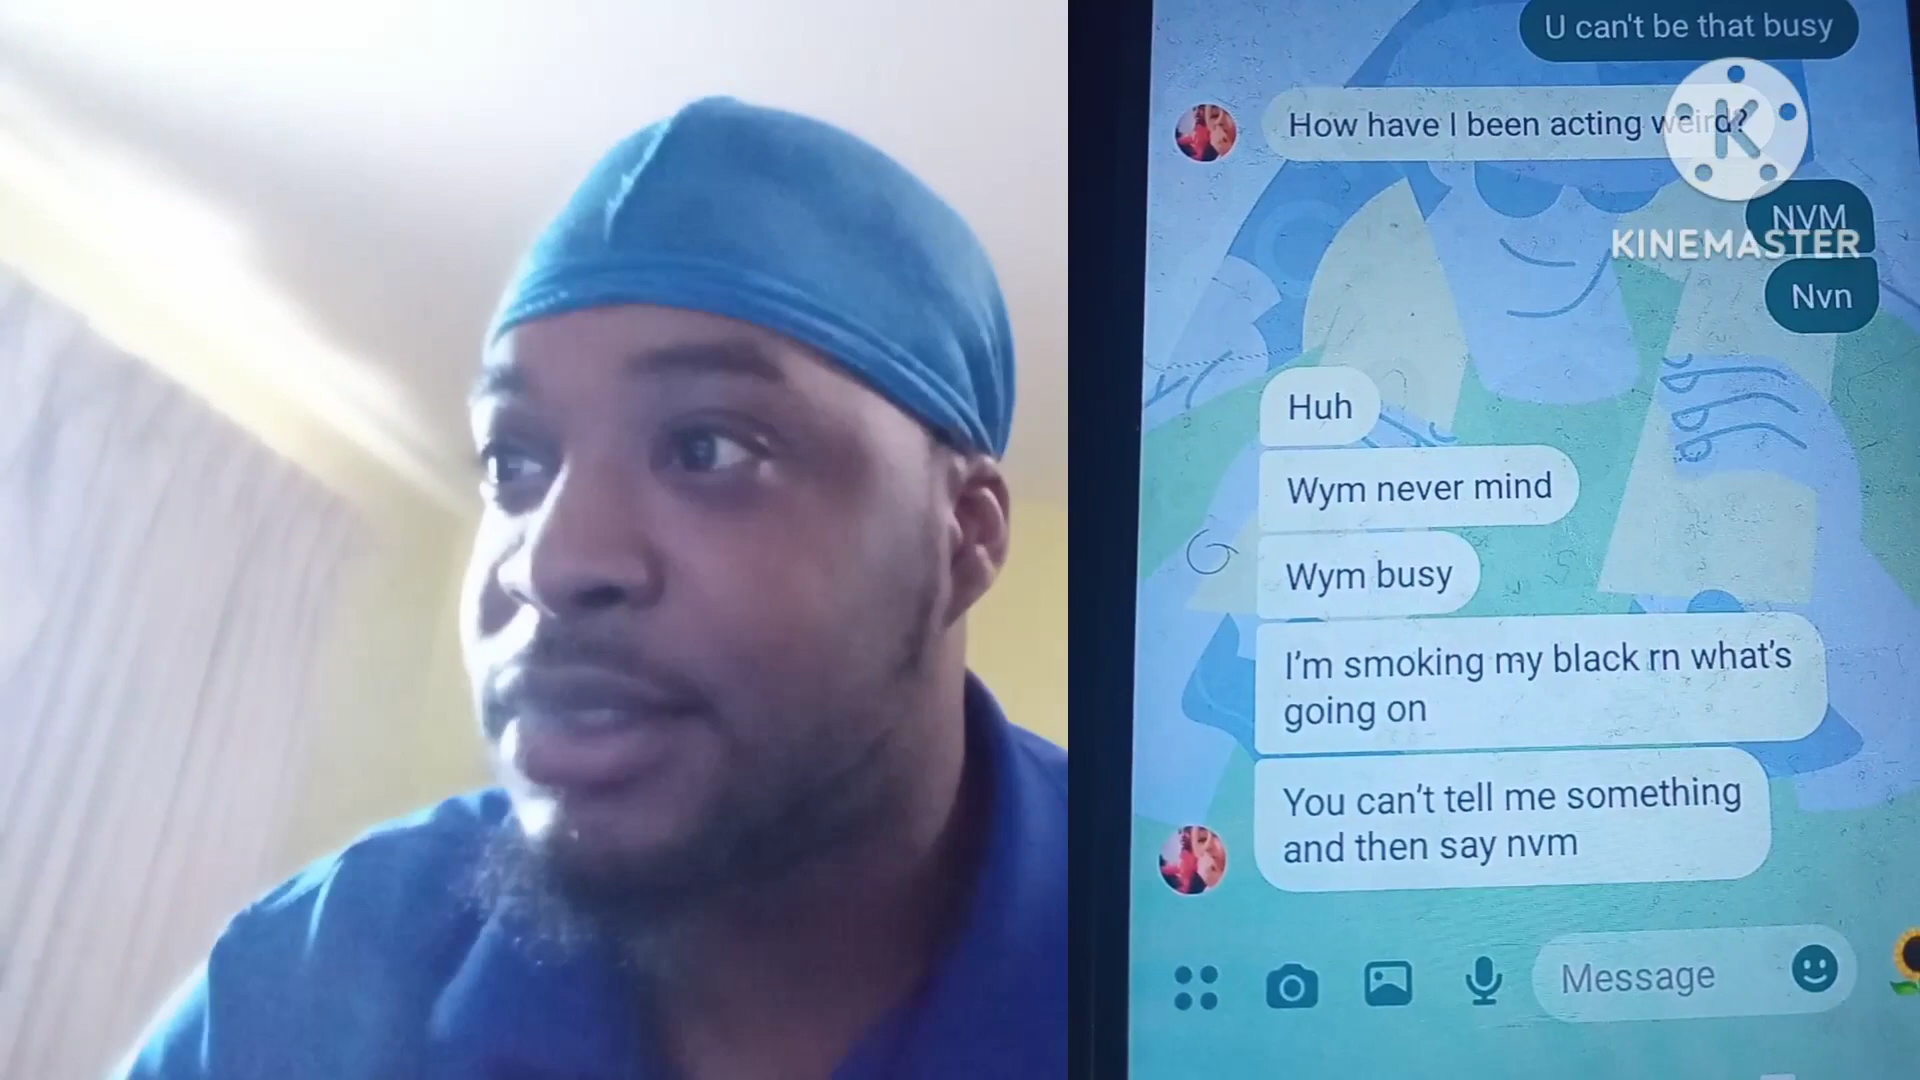 U can't be that busy
How have I been acting weird?
NVM
KINEMASTER
Nvn
Huh
Wym never mind
Wym busy
I'm smoking my black rn what's
going on
You can't tell me something
and then say nvm
Message